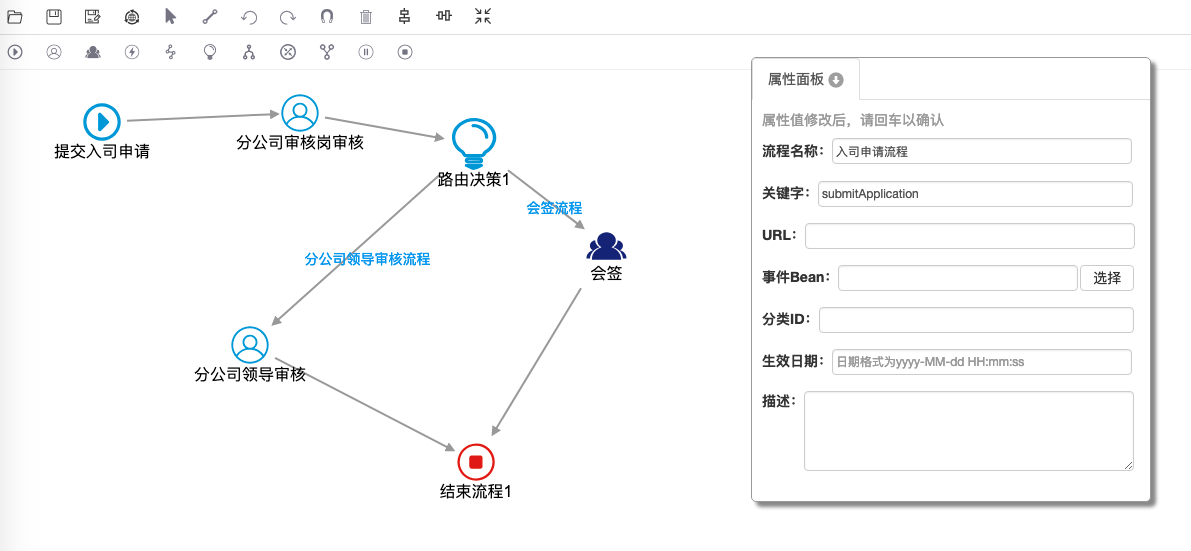 提交入司申请
分公司审核岗审核
路由决策1
会签流程
分公司领导审核流程
会签
分公司领导审核
结束流程1
属性面板
属性值修改后，请回车以确认
流程名称： 入司申请流程
关键字： submitApplication
URL：
事件Bean： 选择
分类ID：
生效日期： 日期格式为yyyy-MM-dd HH:mm:ss
描述：